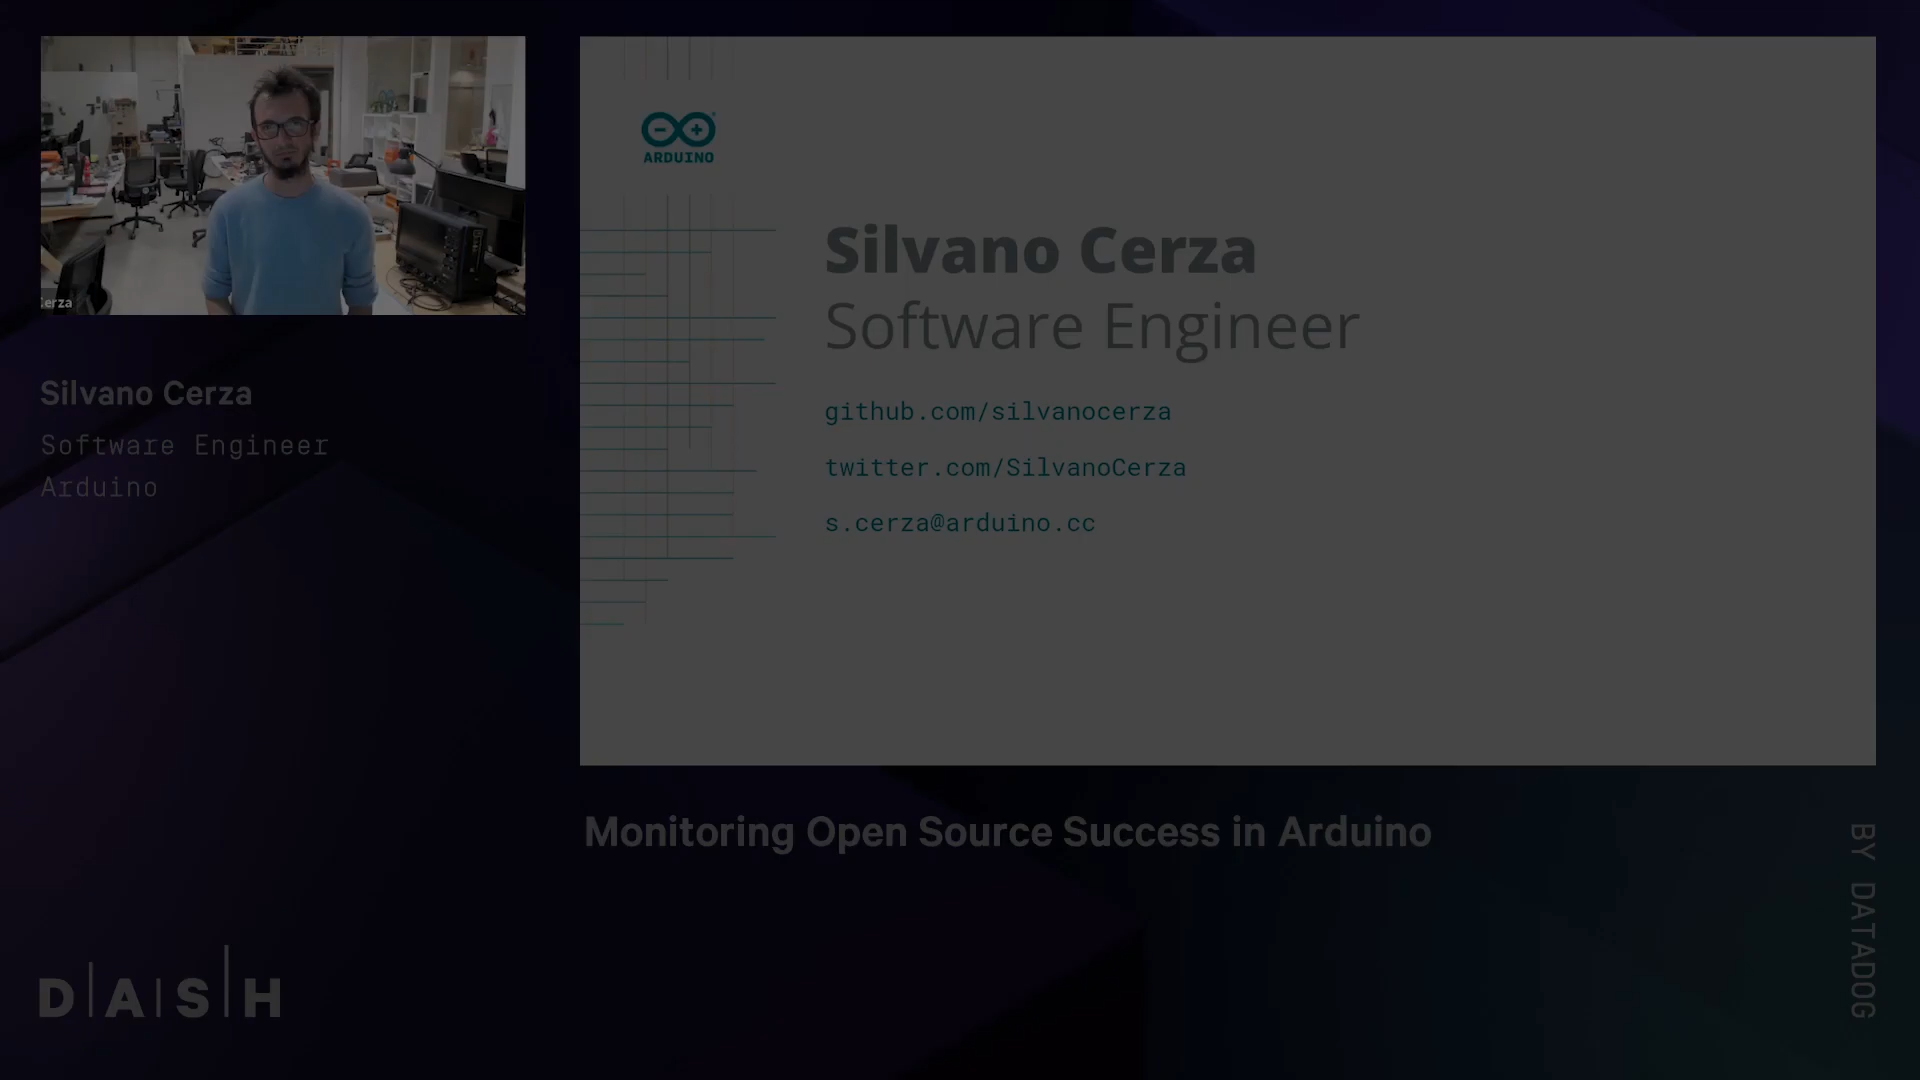 Cerza
Silvano Cerza
Software Engineer
Arduino
ARDUINO
Silvano Cerza
Software Engineer
github.com/silvanocerza
twitter.com/SilvanoCerza
s.cerza@arduino.cc
Monitoring Open Source Success in Arduino
DASH
BY DATADOG